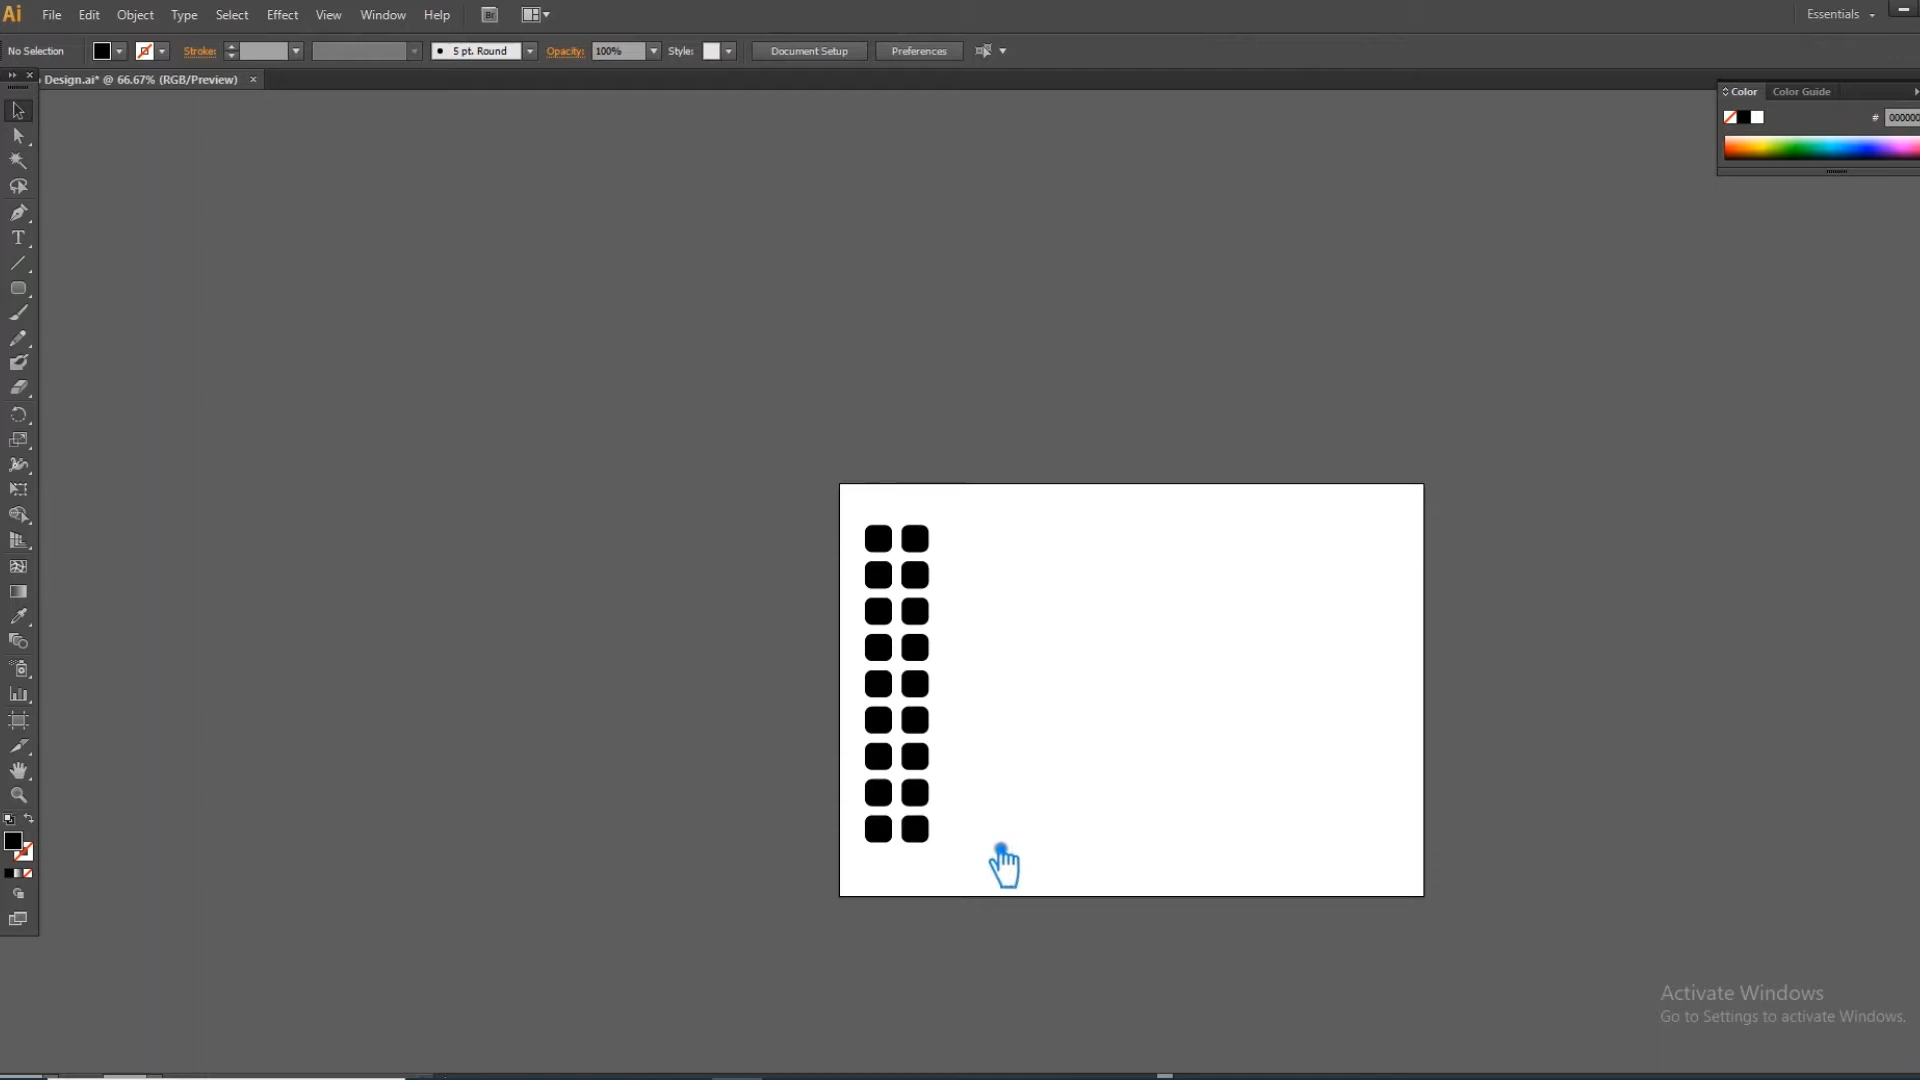 Ai File Edit Object Type Select Effect View Window Help Br Essentials
No Selection Stroke: 5 pt. Round Opacity: 100% Style: Document Setup Preferences
Design.ai* @ 66.67% (RGB/Preview)
Color Color Guide
# 000000
T
Activate Windows
Go to Settings to activate Windows.